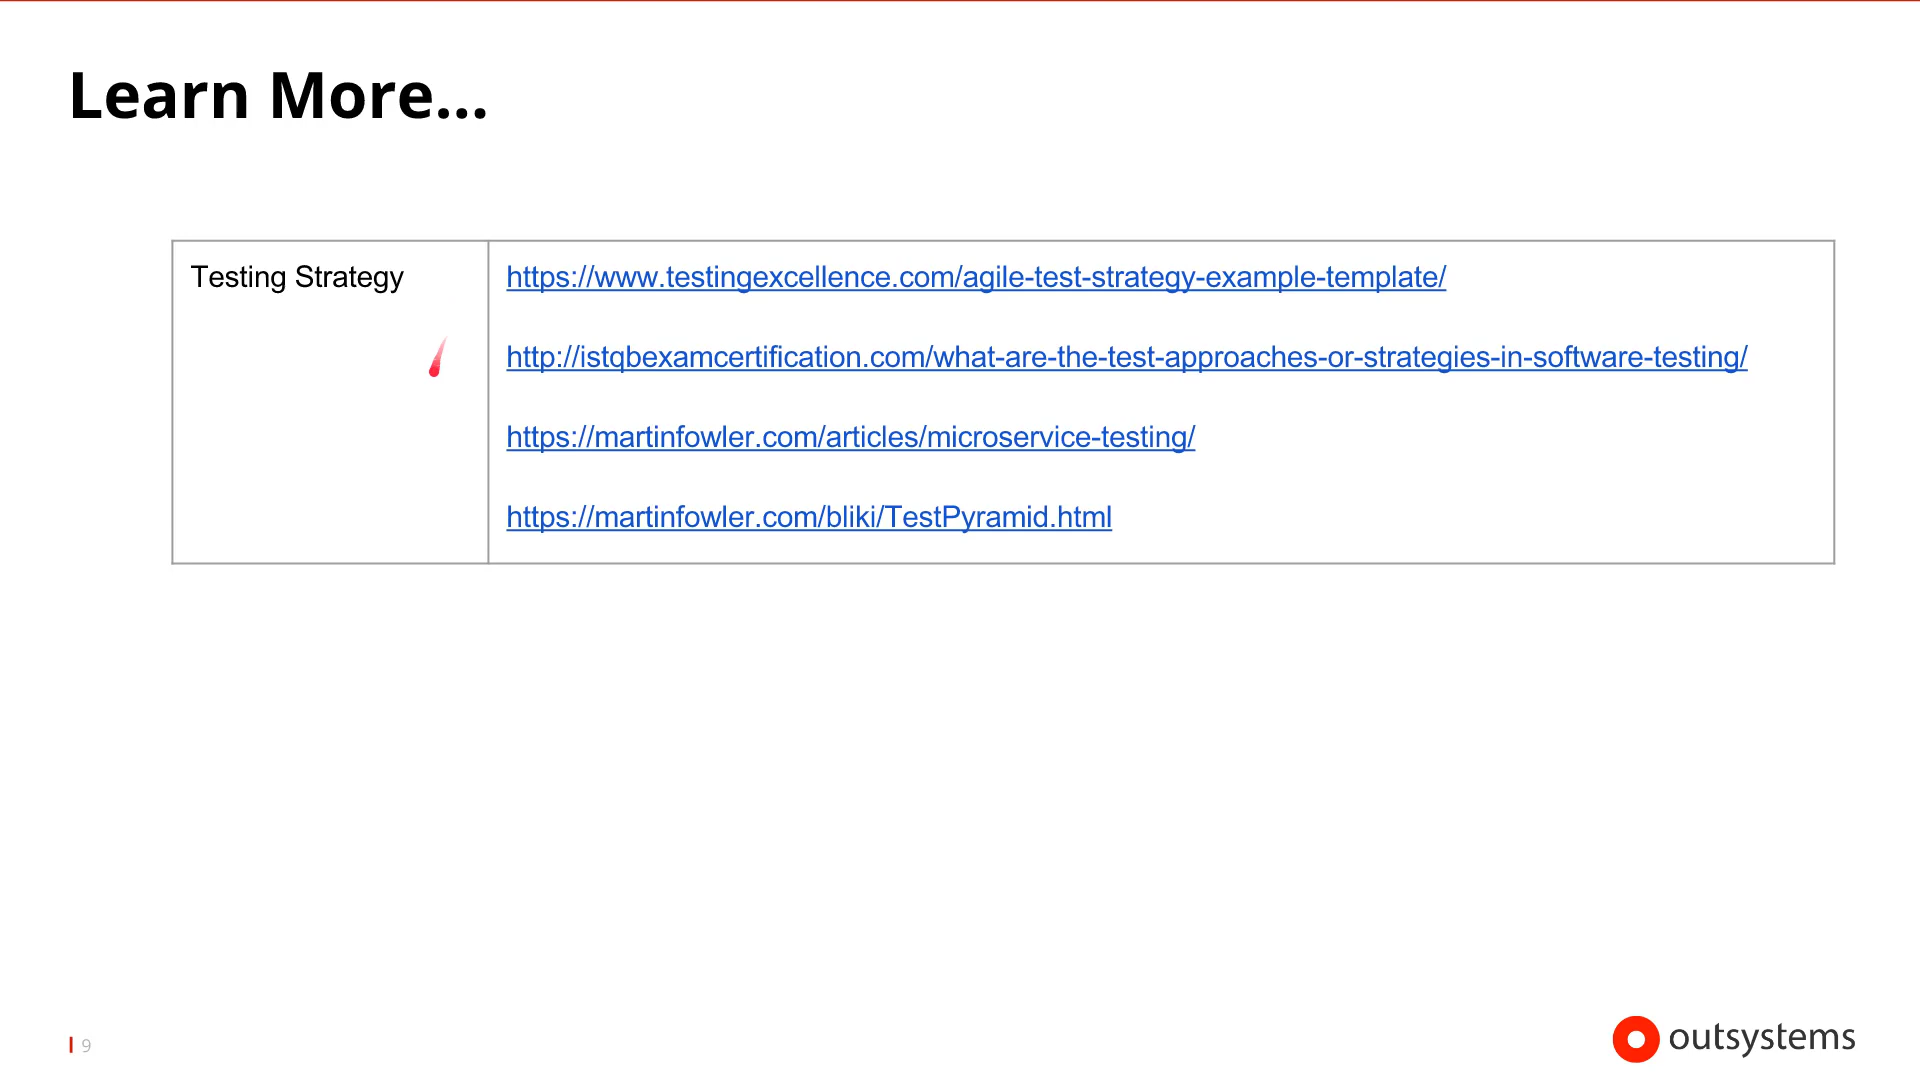 Learn More...
Testing Strategy
https://www.testingexcellence.com/agile-test-strategy-example-template/
http://istqbexamcertification.com/what-are-the-test-approaches-or-strategies-in-software-testing/
https://martinfowler.com/articles/microservice-testing/
https://martinfowler.com/bliki/TestPyramid.html
9
outsystems